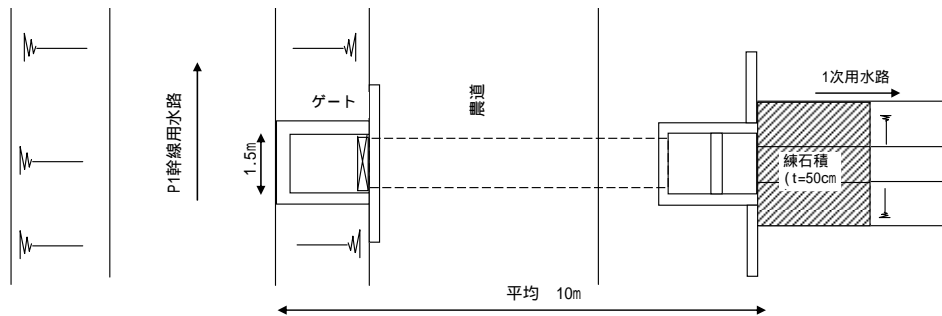 P1幹線用水路
ゲート
1.5m
農道
1次用水路
練石積
(t=50cm
平均 10m